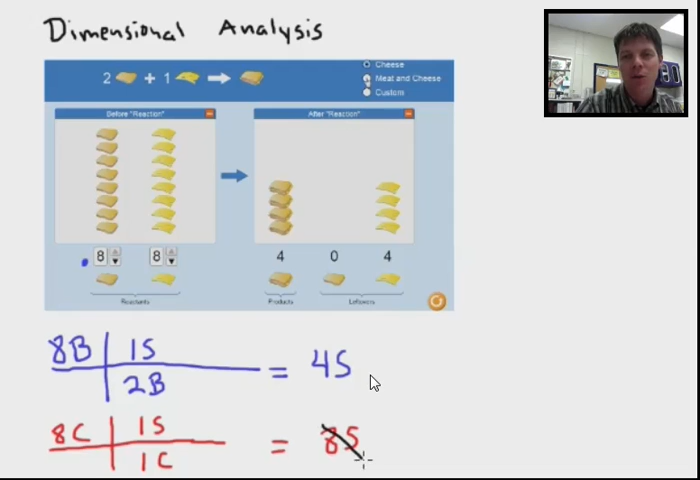 Dimensional Analysis
Cheese
2 + 1 Meat and Cheese
Custom
Before "Reaction" After "Reaction"
8 8 4 0 4
Reactants Products Leftovers
8B 1S
2B = 4S
8C 1S
1C = 8S